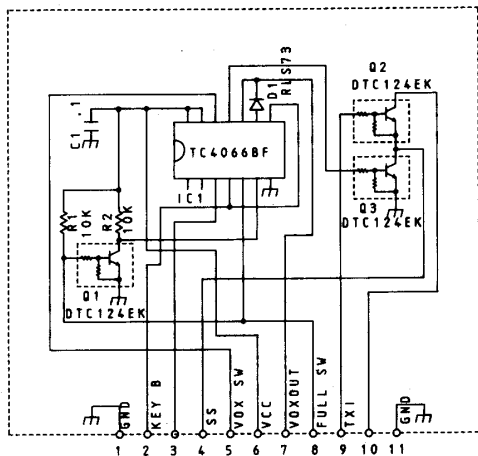 Q2
DTC124EK
D1
RLS73
C1 .1
TC4066BF
IC1
R1
10K
R2
10K
Q3
DTC124EK
Q1
DTC124EK
GND
KEY B
SS
VOX SW
VCC
VOXOUT
FULL SW
TXI
GND
1 2 3 4 5 6 7 8 9 10 11